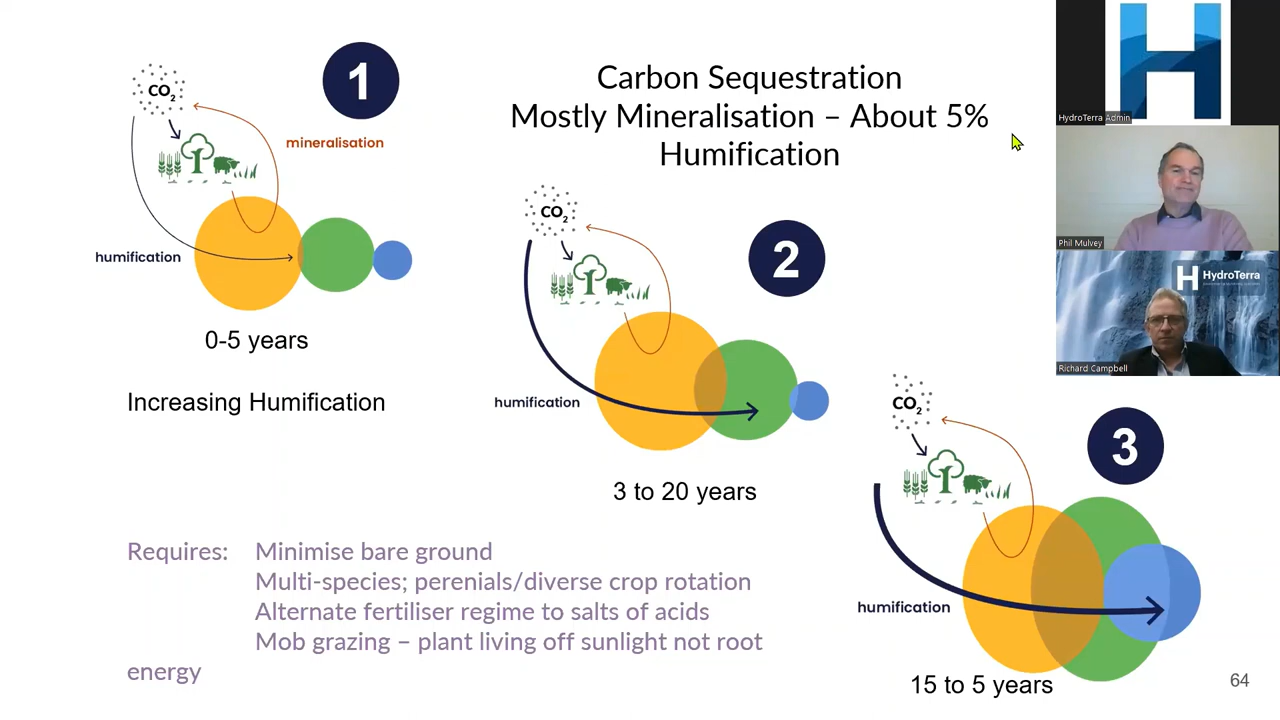 Carbon Sequestration
Mostly Mineralisation – About 5%
Humification
1
CO2
mineralisation
humification
0-5 years
Increasing Humification
2
CO2
humification
3 to 20 years
3
CO2
humification
15 to 5 years
Requires: Minimise bare ground
Multi-species; perenials/diverse crop rotation
Alternate fertiliser regime to salts of acids
Mob grazing – plant living off sunlight not root
energy
64
H
HydroTerra Admin
Phil Mulvey
H HydroTerra
Richard Campbell